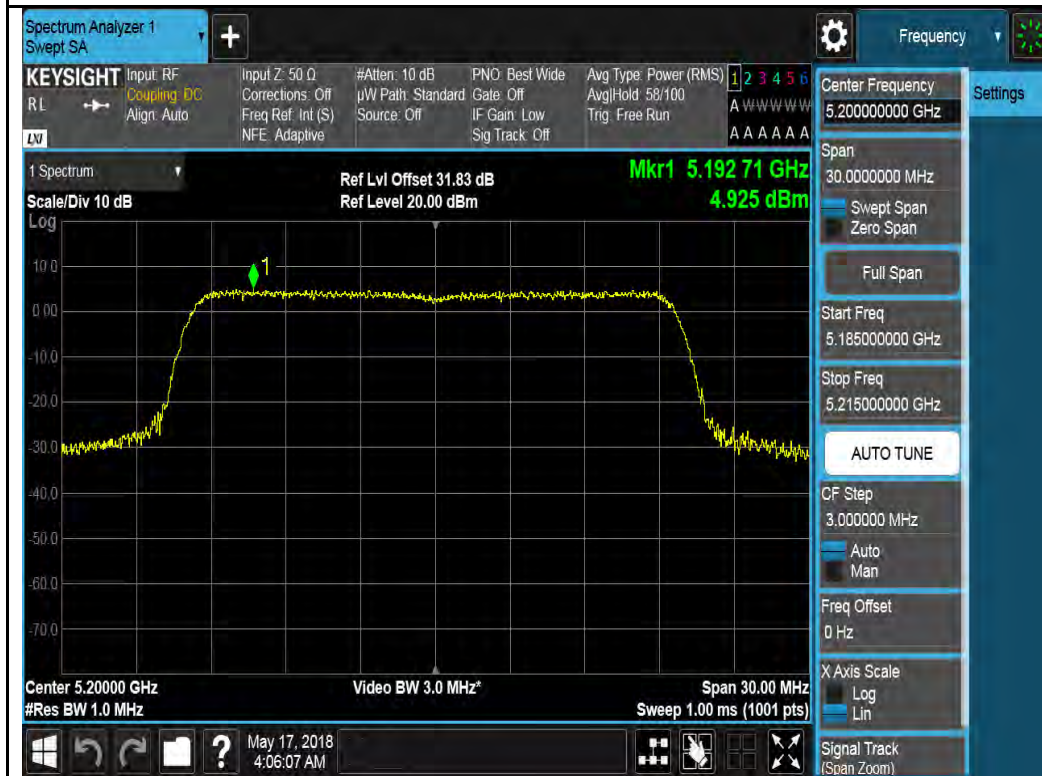 Spectrum Analyzer 1
Swept SA
+
Frequency
KEYSIGHT
Input: RF
Coupling: DC
Align: Auto
Input Z: 50 Ω
Corrections: Off
Freq Ref: Int (S)
NFE: Adaptive
#Atten: 10 dB
µW Path: Standard
Source: Off
PNO: Best Wide
Gate: Off
IF Gain: Low
Sig Track: Off
Avg Type: Power (RMS)
Avg|Hold: 58/100
Trig: Free Run
1 2 3 4 5 6
A W W W W W
A A A A A A
R L
LXI
1 Spectrum
Scale/Div 10 dB
Log
Ref Lvl Offset 31.83 dB
Ref Level 20.00 dBm
Mkr1 5.192 71 GHz
4.925 dBm
1
10.0
0.00
-10.0
-20.0
-30.0
-40.0
-50.0
-60.0
-70.0
Center 5.20000 GHz
#Res BW 1.0 MHz
Video BW 3.0 MHz*
Span 30.00 MHz
Sweep 1.00 ms (1001 pts)
Center Frequency
5.200000000 GHz
Settings
Span
30.0000000 MHz
Swept Span
Zero Span
Full Span
Start Freq
5.185000000 GHz
Stop Freq
5.215000000 GHz
AUTO TUNE
CF Step
3.000000 MHz
Auto
Man
Freq Offset
0 Hz
X Axis Scale
Log
Lin
Signal Track
(Span Zoom)
?
May 17, 2018
4:06:07 AM